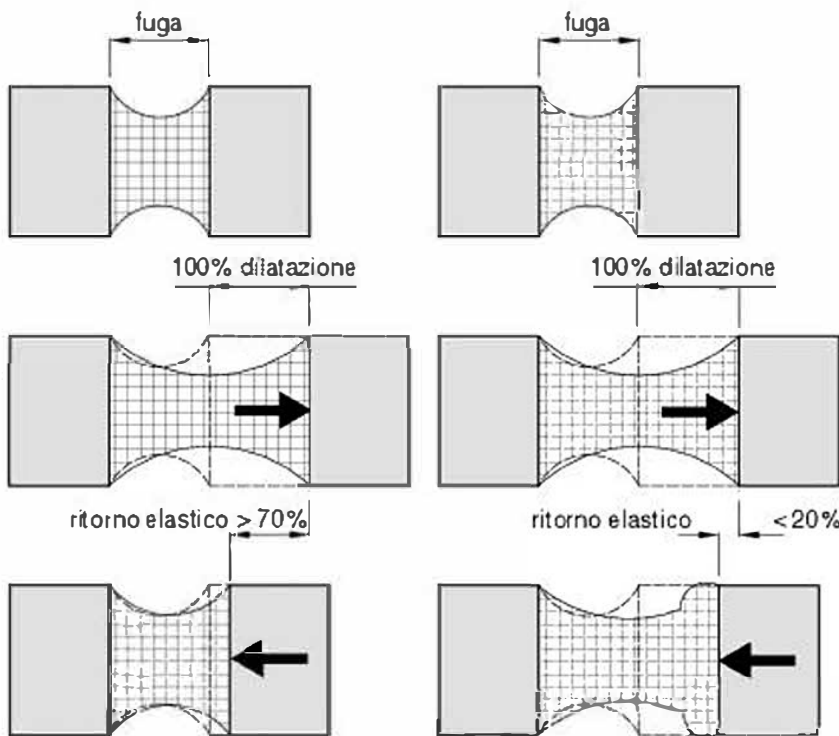 fuga
fuga
100% dilatazione
100% dilatazione
ritorno elastico > 70%
ritorno elastico < 20%